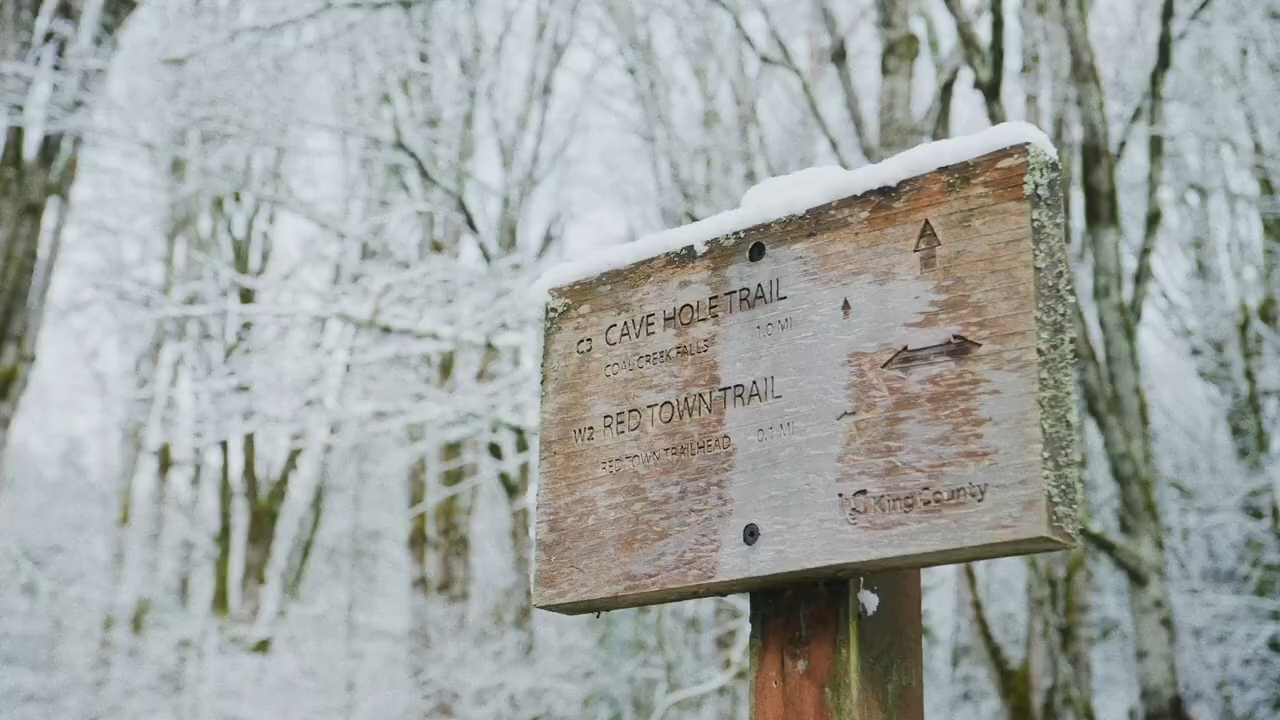 C3 CAVE HOLE TRAIL
COAL CREEK FALLS 1.0 MI
W2 RED TOWN TRAIL
RED TOWN TRAILHEAD 0.1 MI
King County